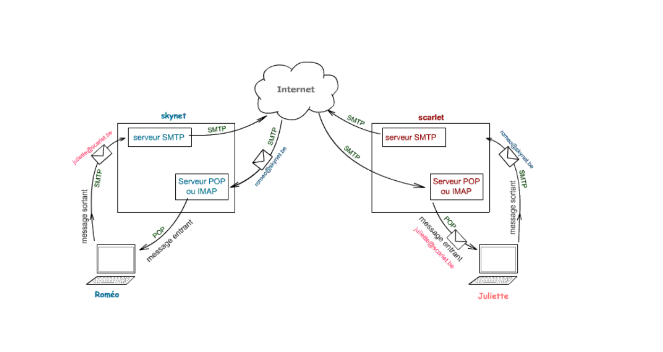 Internet
skynet
scarlet
serveur SMTP
SMTP
SMTP
SMTP
serveur SMTP
juliette@scarlet.be
SMTP
romeo@skynet.be
SMTP
romeo@skynet.be
SMTP
Serveur POP
ou IMAP
Serveur POP
ou IMAP
message sortant
POP
message entrant
POP
message entrant
juliette@scarlet.be
message sortant
Roméo
Juliette